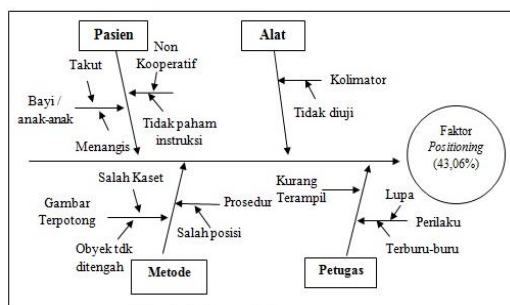 Pasien
Alat
Takut
Non
Kooperatif
Bayi /
anak-anak
Menangis
Tidak paham
instruksi
Kolimator
Tidak diuji
Faktor
Positioning
(43,06%)
Salah Kaset
Gambar
Terpotong
Obyek tdk
ditengah
Prosedur
Salah posisi
Metode
Kurang
Terampil
Lupa
Perilaku
Terburu-buru
Petugas